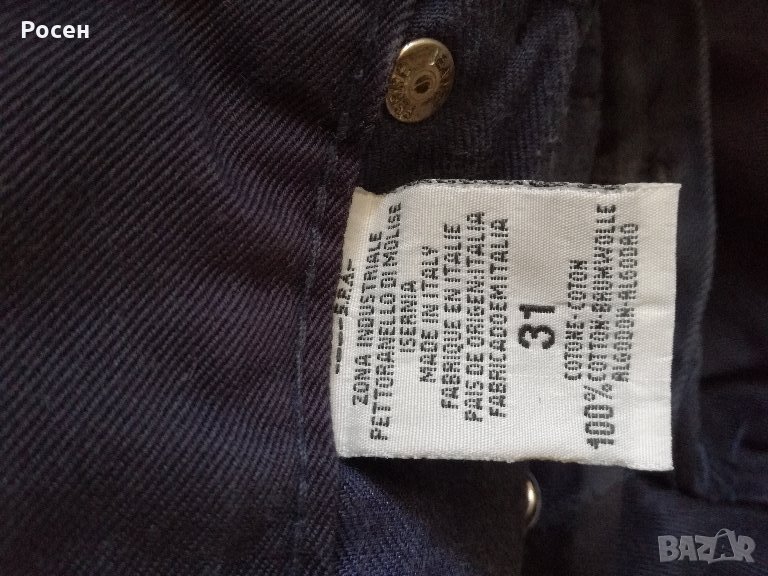 Росен
S.P.A.
ZONA INDUSTRIALE
PETTORANELLO DI MOLISE
ISERNIA
MADE IN ITALY
FABRIQUE EN ITALIE
PAIS DE ORIGEN ITALIA
FABRICADO EM ITALIA
31
COTONE-COTON
100% COTTON-BAUMWOLLE
ALGODON-ALGODAO
BAZAR